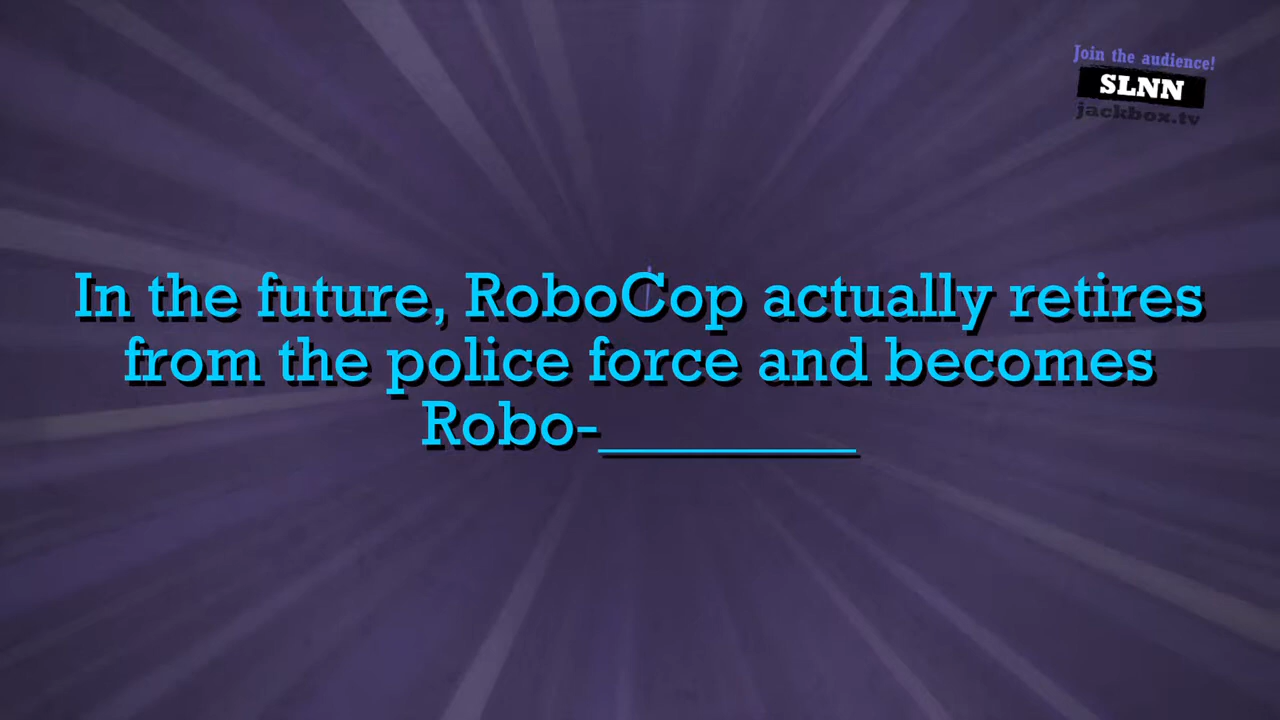 Join the audience!
SLNN
jackbox.tv
In the future, RoboCop actually retires
from the police force and becomes
Robo-________